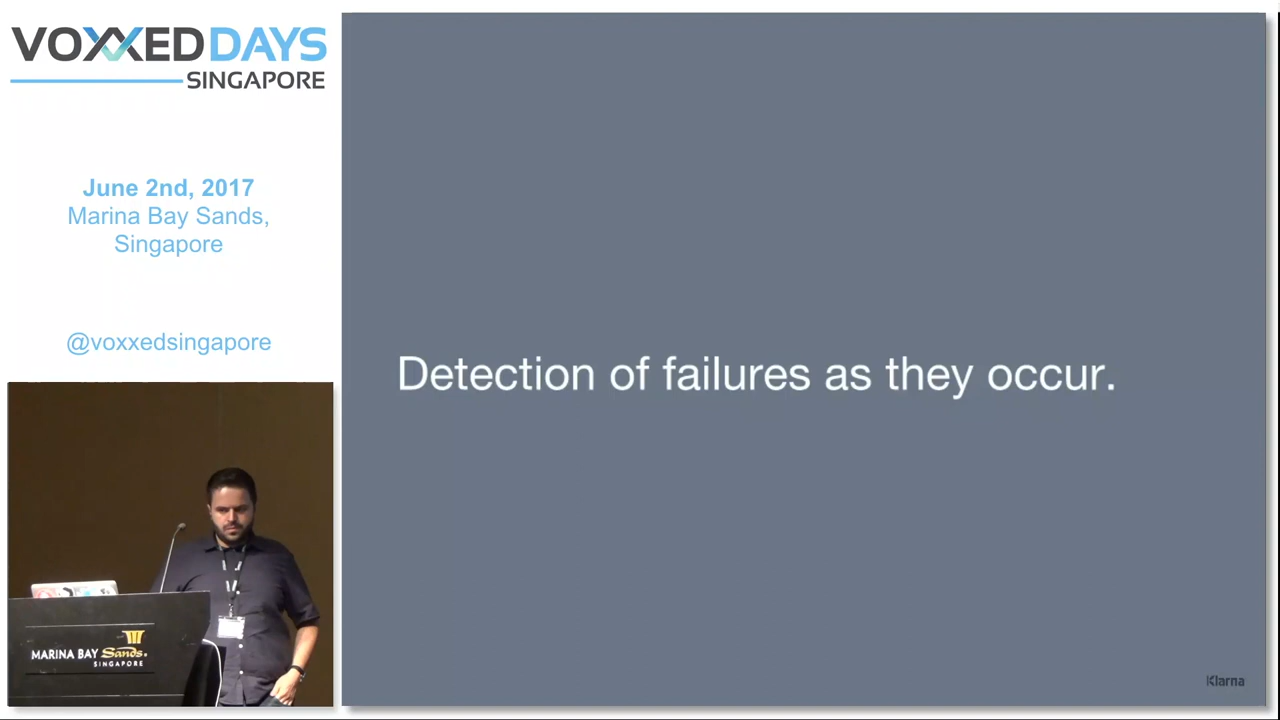 VOXXED DAYS
SINGAPORE
June 2nd, 2017
Marina Bay Sands,
Singapore
@voxxedsingapore
Detection of failures as they occur.
MARINA BAY Sands.
SINGAPORE
Klarna